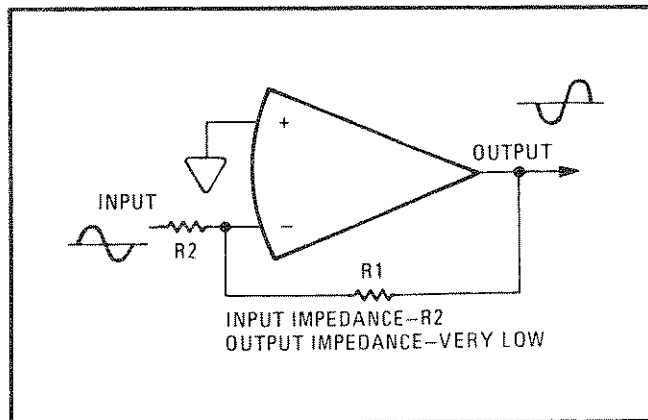 +
OUTPUT
INPUT
R2
−
R1
INPUT IMPEDANCE–R2
OUTPUT IMPEDANCE–VERY LOW